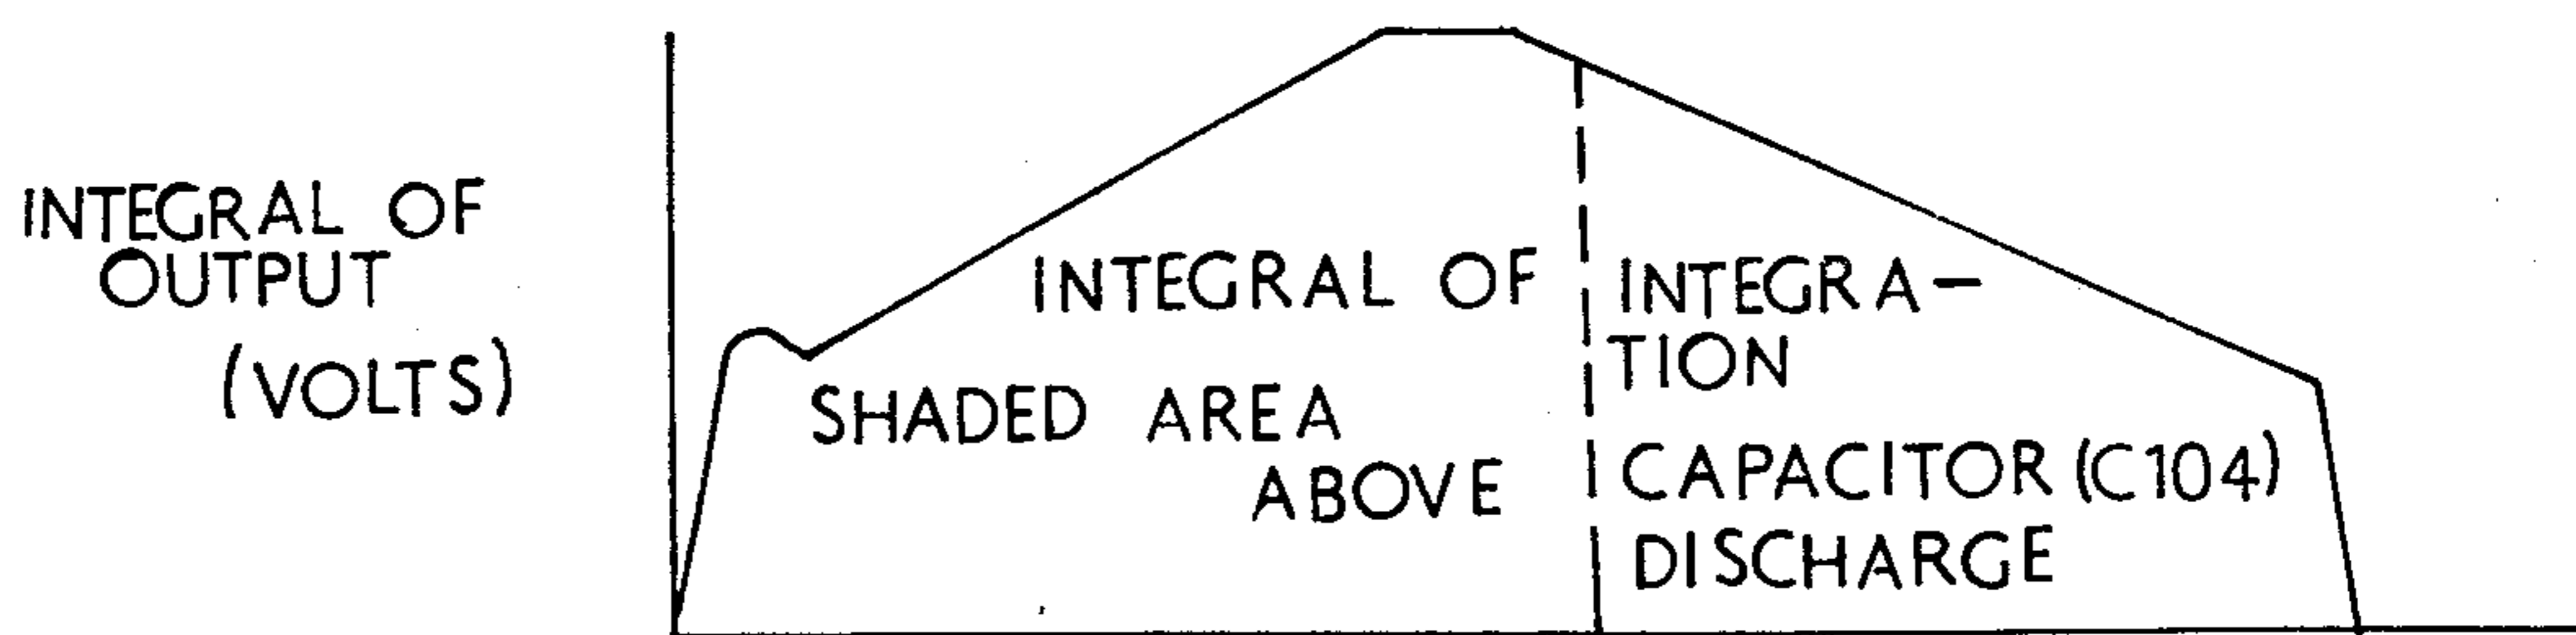 INTEGRAL OF
OUTPUT
(VOLTS)
INTEGRAL OF
SHADED AREA
ABOVE
INTEGRA-
TION
CAPACITOR (C104)
DISCHARGE